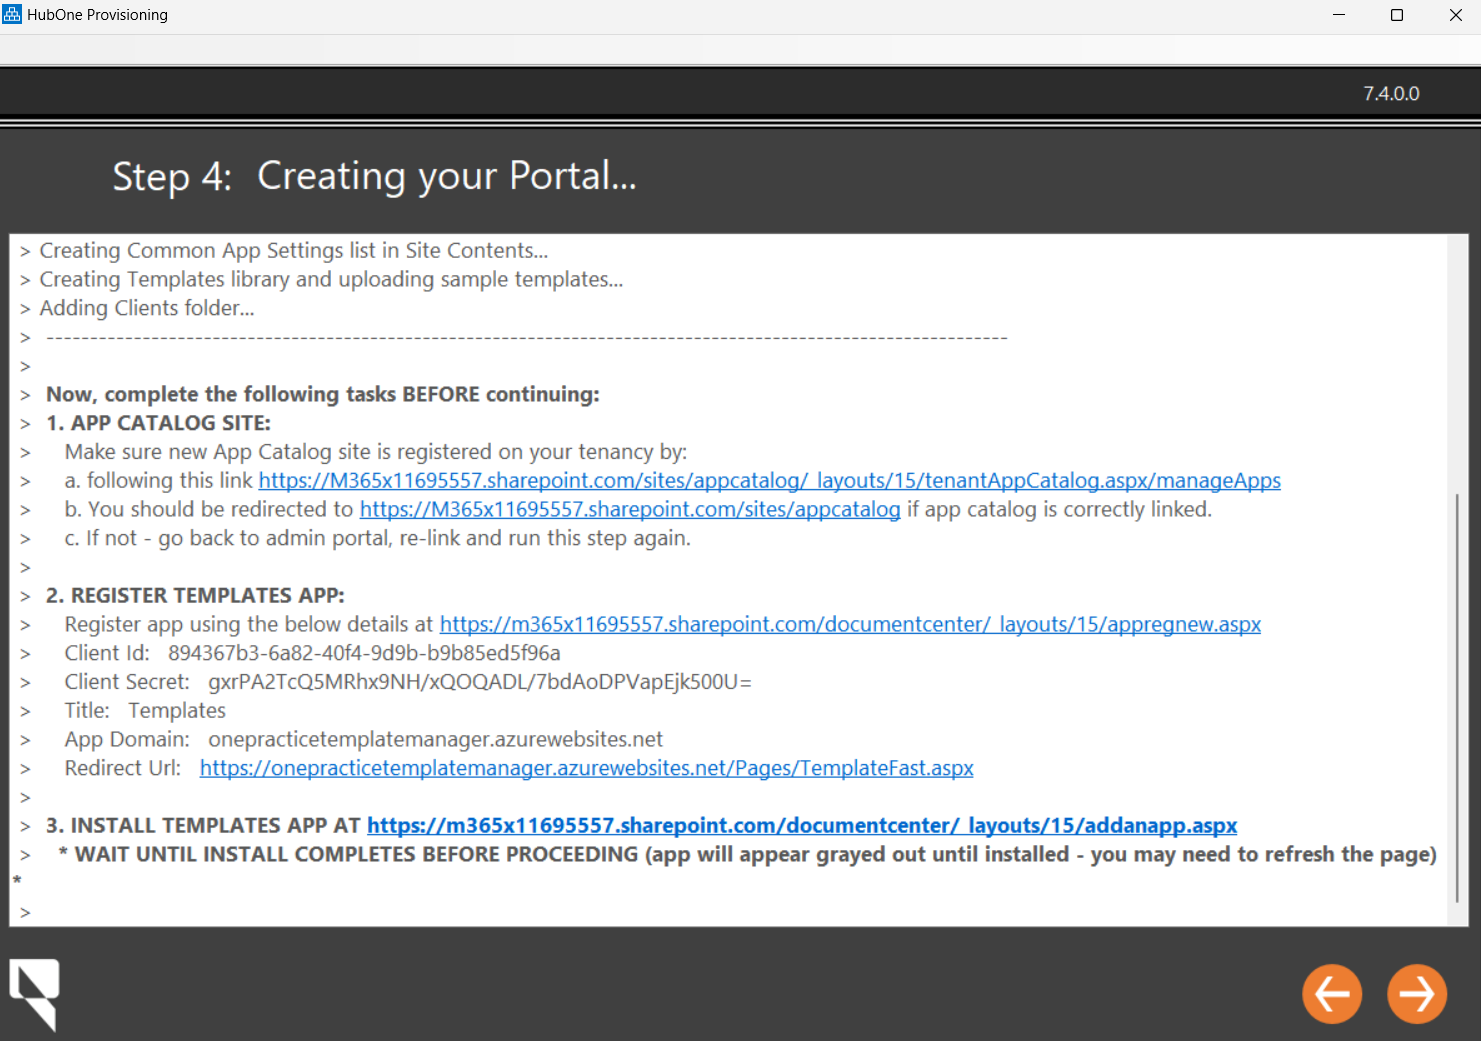 HubOne Provisioning
7.4.0.0
Step 4: Creating your Portal...
> Creating Common App Settings list in Site Contents...
> Creating Templates library and uploading sample templates...
> Adding Clients folder...
> --------------------------------------------------------------------------------------------------------------
>
> Now, complete the following tasks BEFORE continuing:
> 1. APP CATALOG SITE:
> Make sure new App Catalog site is registered on your tenancy by:
> a. following this link https://M365x11695557.sharepoint.com/sites/appcatalog/_layouts/15/tenantAppCatalog.aspx/manageApps
> b. You should be redirected to https://M365x11695557.sharepoint.com/sites/appcatalog if app catalog is correctly linked.
> c. If not - go back to admin portal, re-link and run this step again.
>
> 2. REGISTER TEMPLATES APP:
> Register app using the below details at https://m365x11695557.sharepoint.com/documentcenter/_layouts/15/appregnew.aspx
> Client Id: 894367b3-6a82-40f4-9d9b-b9b85ed5f96a
> Client Secret: gxrPA2TcQ5MRhx9NH/xQOQADL/7bdAoDPVapEjk500U=
> Title: Templates
> App Domain: onepracticetemplatemanager.azurewebsites.net
> Redirect Url: https://onepracticetemplatemanager.azurewebsites.net/Pages/TemplateFast.aspx
>
> 3. INSTALL TEMPLATES APP AT https://m365x11695557.sharepoint.com/documentcenter/_layouts/15/addanapp.aspx
> * WAIT UNTIL INSTALL COMPLETES BEFORE PROCEEDING (app will appear grayed out until installed - you may need to refresh the page)
*
>